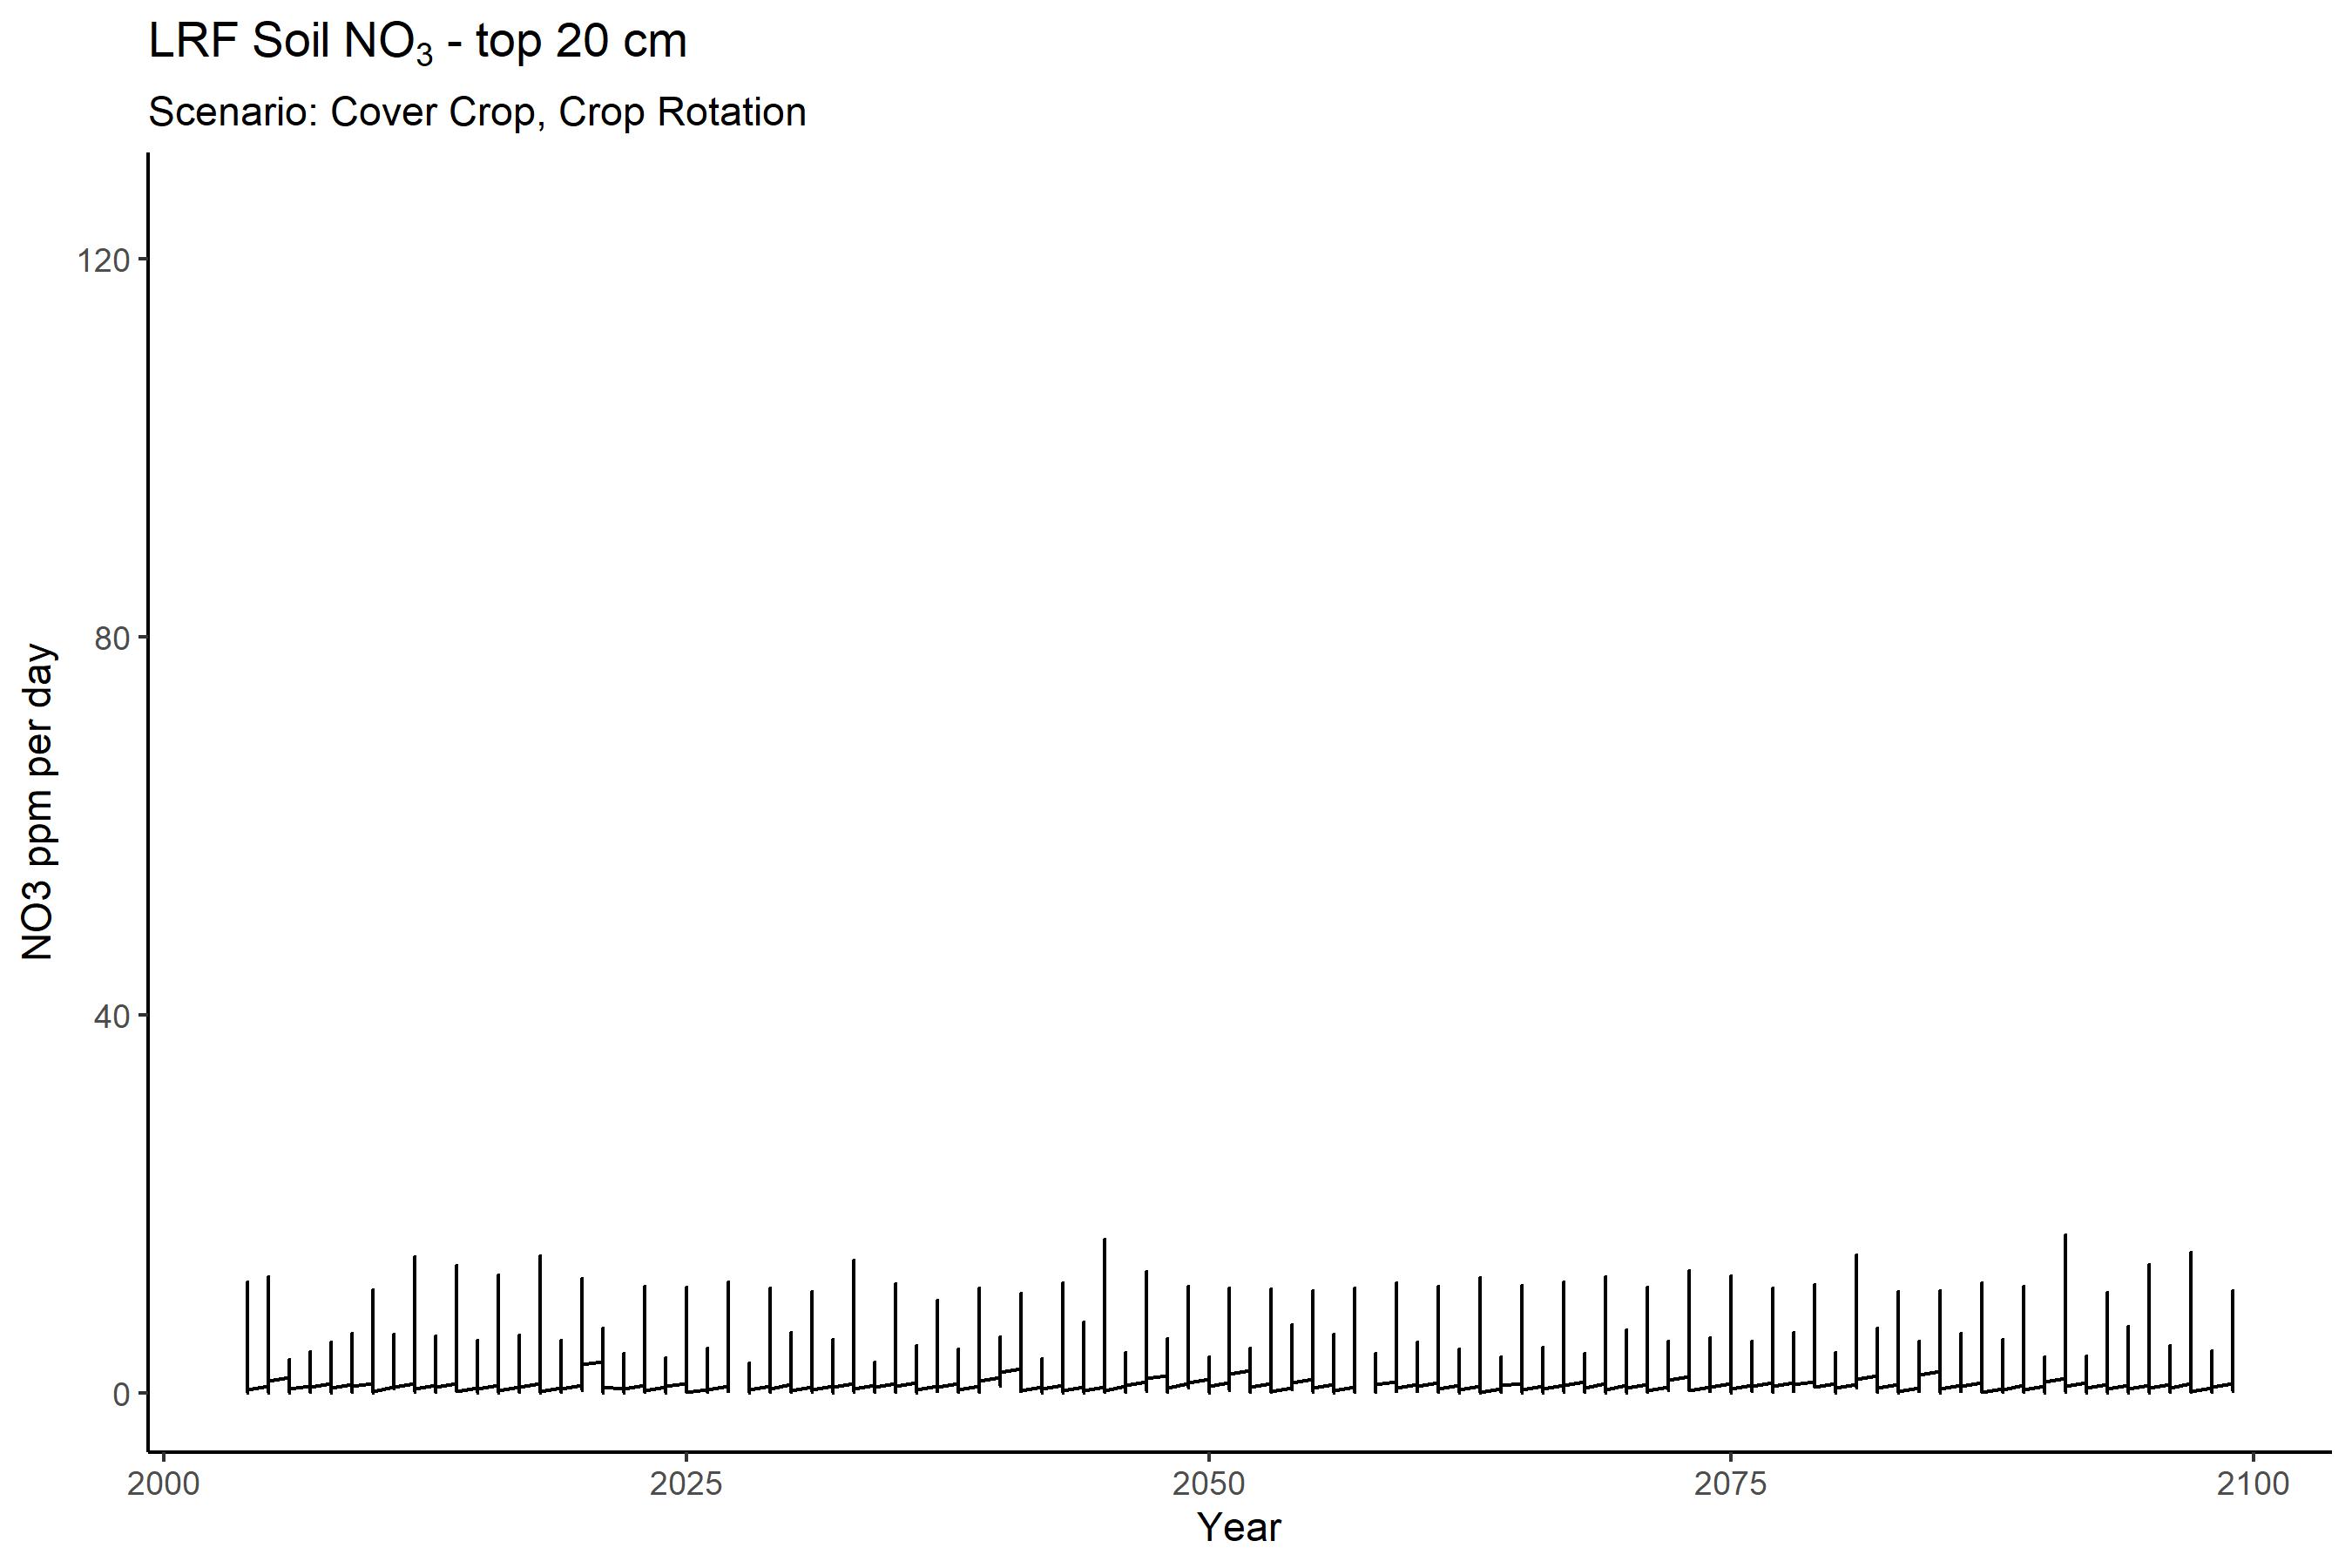 LRF Soil NO₃ - top 20 cm
Scenario: Cover Crop, Crop Rotation
120
80
40
0
NO3 ppm per day
2000 2025 2050 2075 2100
Year